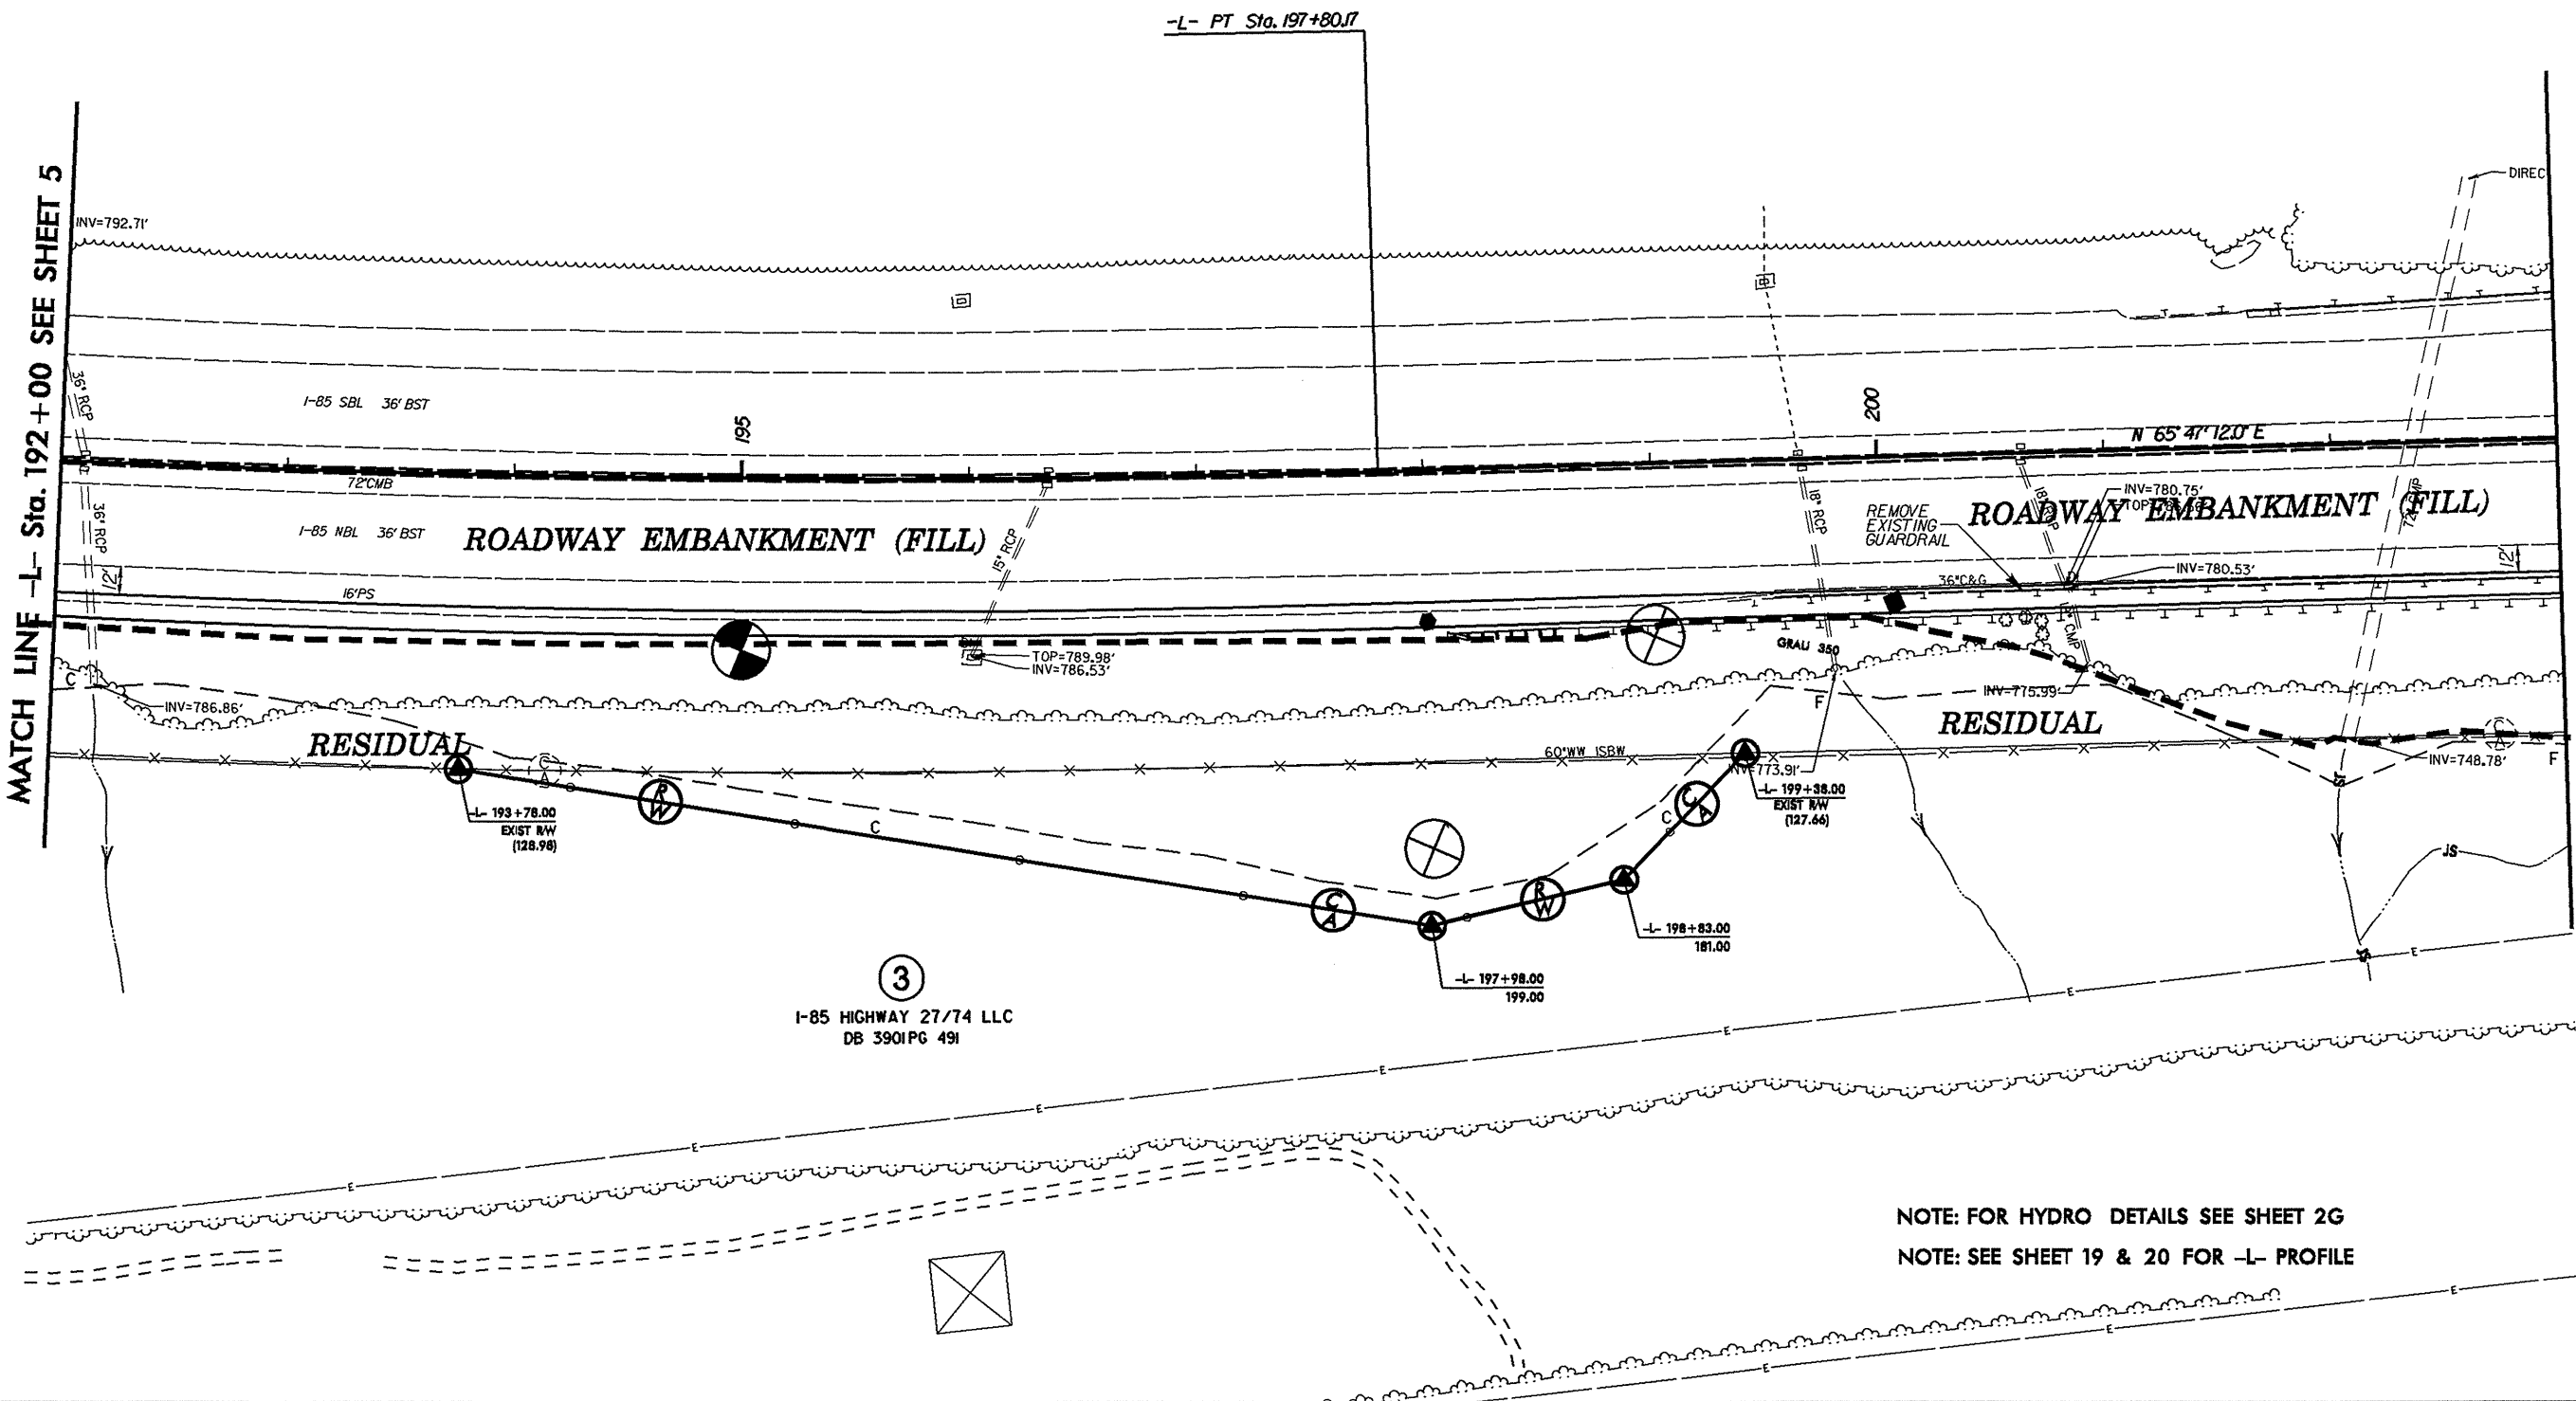 -L- PT Sta. 197+80.17
MATCH LINE -L- Sta. 192+00 SEE SHEET 5
INV=792.71'
DIREC
36" RCP
I-85 SBL 36' BST
195
200
N 65° 47' 12.0" E
72"CMB
36" RCP
I-85 NBL 36' BST
ROADWAY EMBANKMENT (FILL)
15" RCP
18" RCP
REMOVE
EXISTING
GUARDRAIL
INV=780.75'
ROADWAY EMBANKMENT (FILL)
12'
16'PS
36"C&G
INV=780.53'
12'
TOP=789.98'
INV=786.53'
GRAU 350
C
INV=786.86'
INV=775.99'
F
RESIDUAL
RESIDUAL
60"WW ISBW
INV=773.91'
INV=748.78'
F
JS
C
A
C
A
-L- 193+78.00
EXIST R/W
(128.98)
R
W
C
C
A
C
-L- 199+38.00
EXIST R/W
(127.66)
JS
C
A
R
W
-L- 198+83.00
181.00
-L- 197+98.00
199.00
JS
3
I-85 HIGHWAY 27/74 LLC
DB 3901 PG 491
E
E
E
E
E
E
E
NOTE: FOR HYDRO DETAILS SEE SHEET 2G
NOTE: SEE SHEET 19 & 20 FOR -L- PROFILE
E
E
E